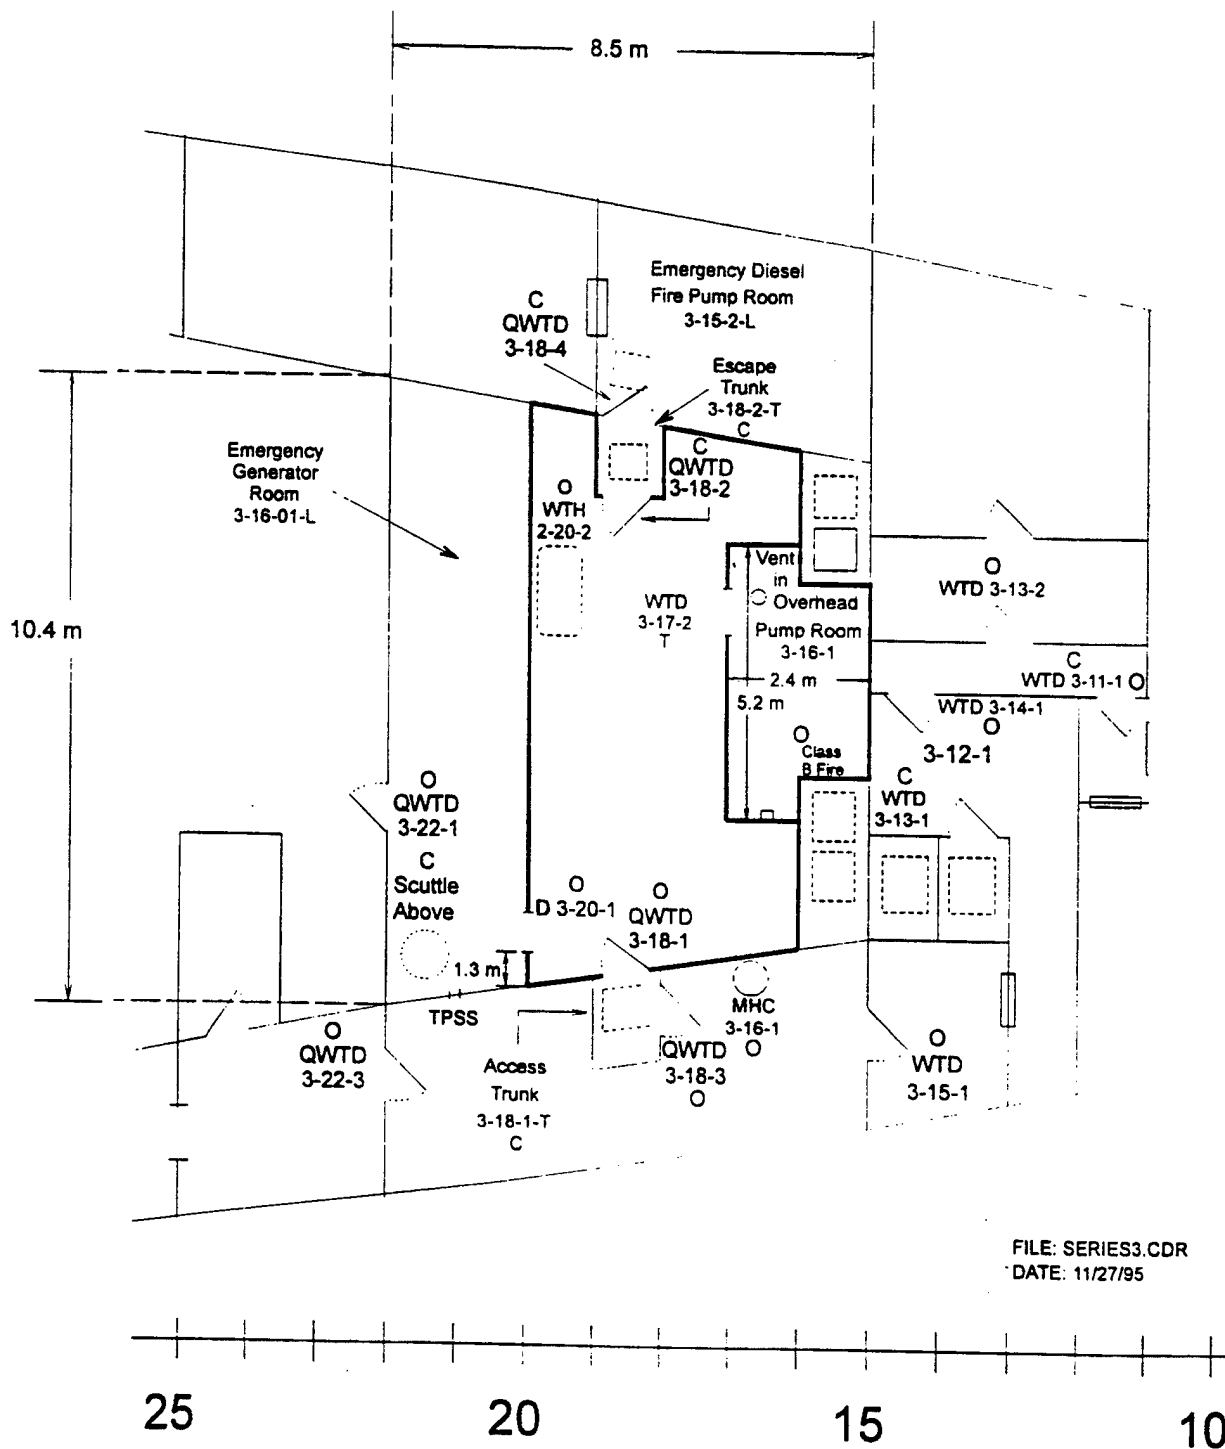 8.5 m
Emergency Diesel
Fire Pump Room
3-15-2-L
C
QWTD
3-18-4
Escape
Trunk
3-18-2-T
C
Emergency
Generator
Room
3-16-01-L
C
QWTD
3-18-2
O
WTH
2-20-2
Vent
in
Overhead
O
WTD 3-13-2
WTD
3-17-2
T
10.4 m
Pump Room
3-16-1
C
WTD 3-11-1 O
2.4 m
5.2 m
WTD 3-14-1
O
O
Class
B Fire
3-12-1
O
QWTD
3-22-1
C
WTD
3-13-1
C
Scuttle
Above
O
D 3-20-1
O
QWTD
3-18-1
1.3 m
TPSS
MHC
3-16-1
O
O
QWTD
3-22-3
Access
Trunk
3-18-1-T
C
QWTD
3-18-3
O
O
WTD
3-15-1
FILE: SERIES3.CDR
DATE: 11/27/95
25
20
15
10